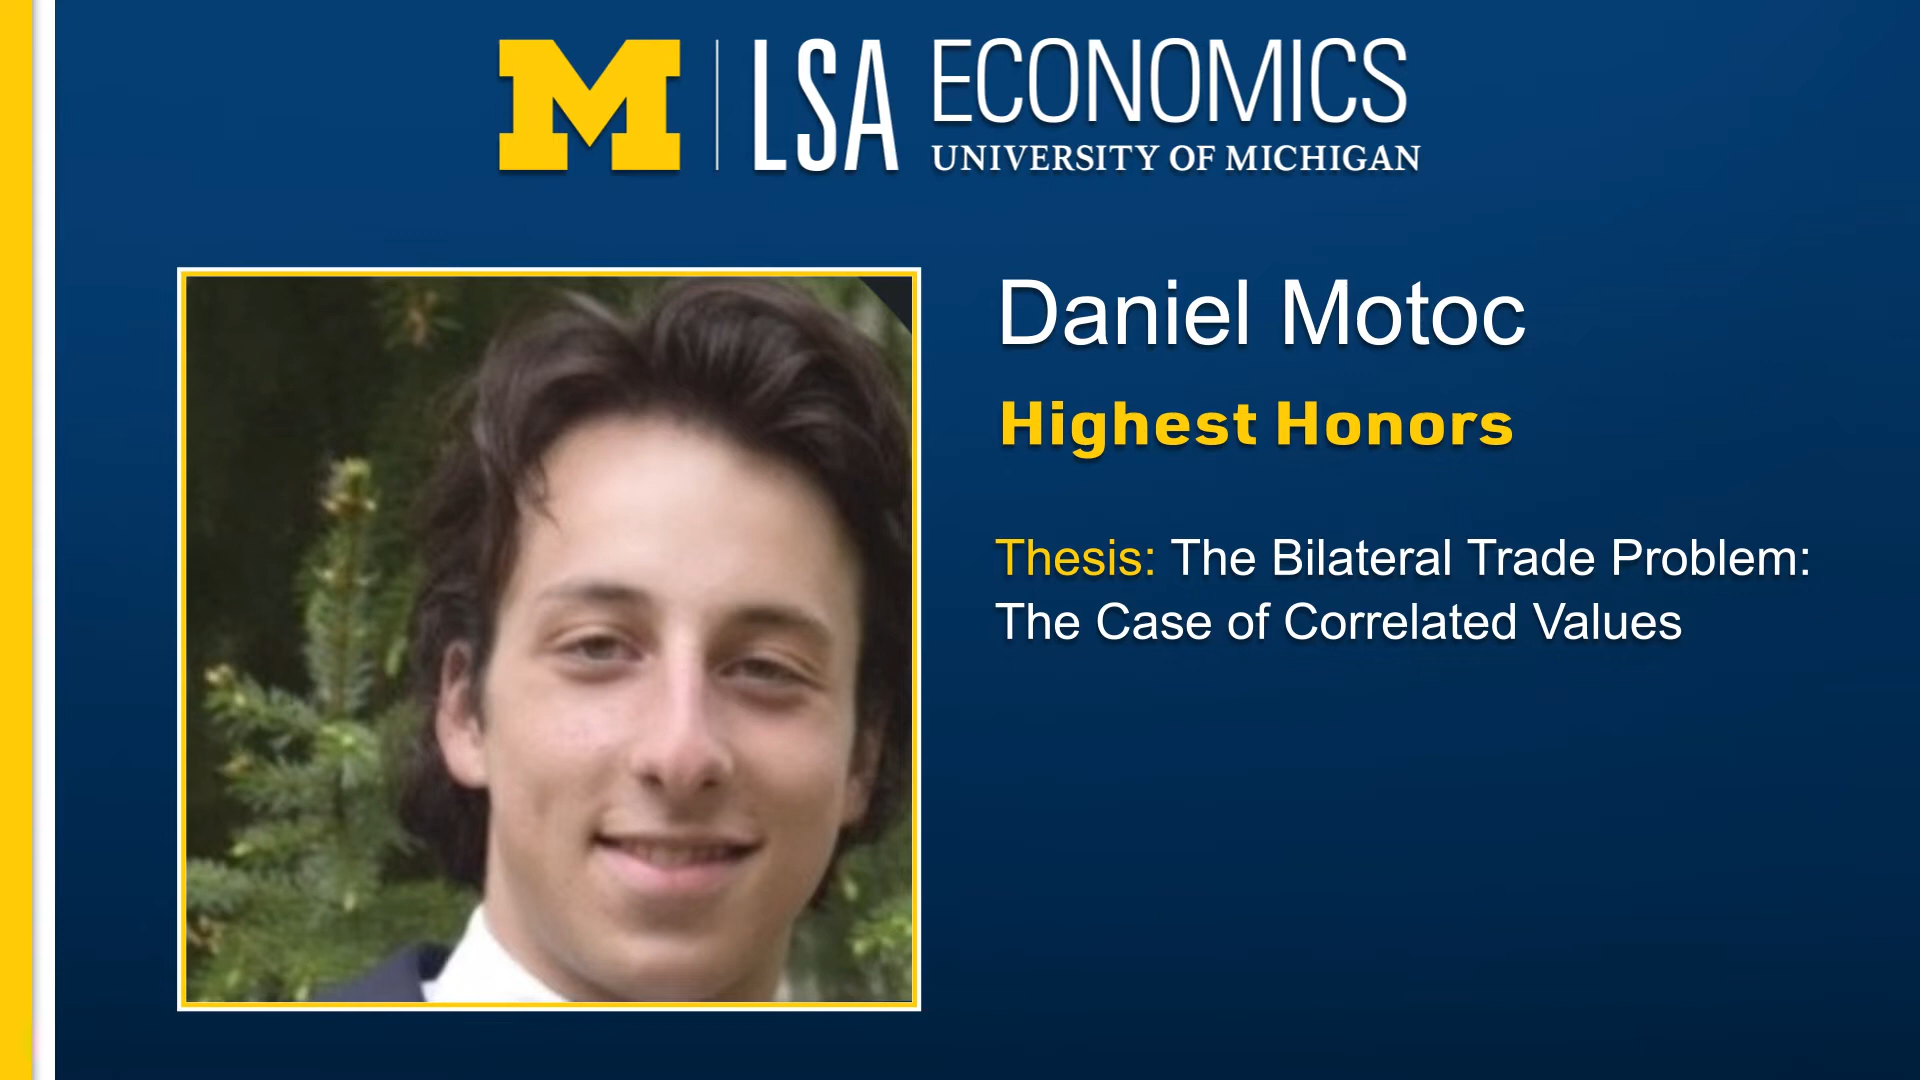 M | LSA ECONOMICS
UNIVERSITY OF MICHIGAN
Daniel Motoc
Highest Honors
Thesis: The Bilateral Trade Problem:
The Case of Correlated Values